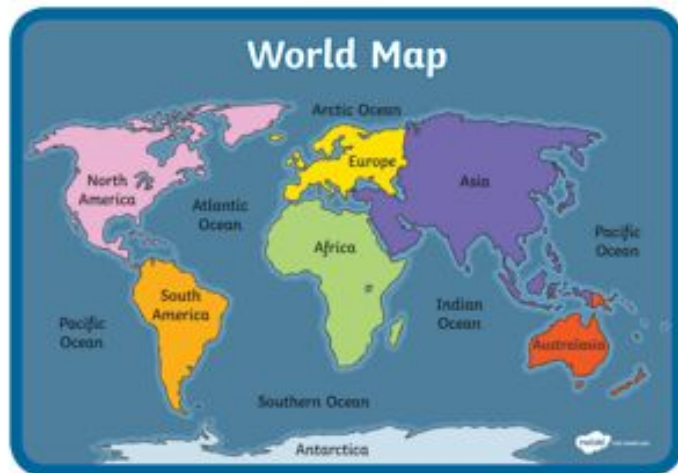 World Map
Arctic Ocean
Europe
North
America
Asia
Atlantic
Ocean
Pacific
Ocean
Africa
South
America
Indian
Ocean
Pacific
Ocean
Australasia
Southern Ocean
Antarctica
twinkl